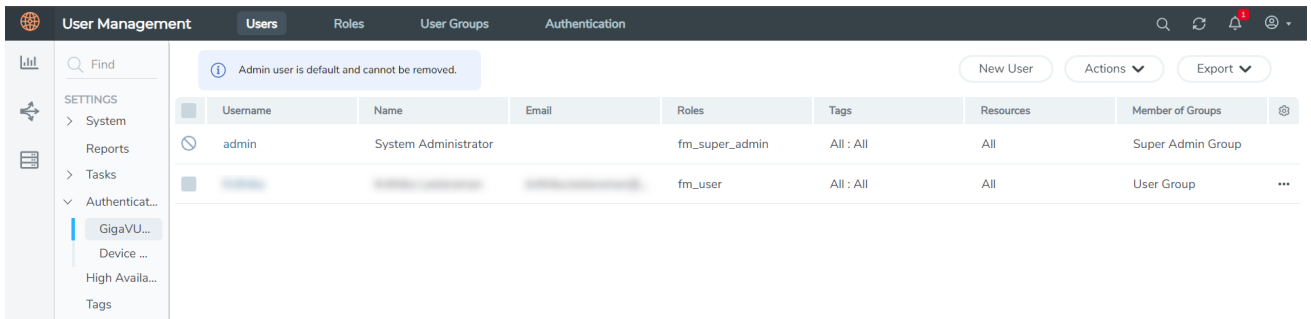 User Management Users Roles User Groups Authentication 1
Find
Admin user is default and cannot be removed. New User Actions Export
SETTINGS
System
Reports
Tasks
Authenticat...
GigaVU...
Device ...
High Availa...
Tags
Username Name Email Roles Tags Resources Member of Groups
admin System Administrator fm_super_admin All : All All Super Admin Group
fm_user All : All All User Group